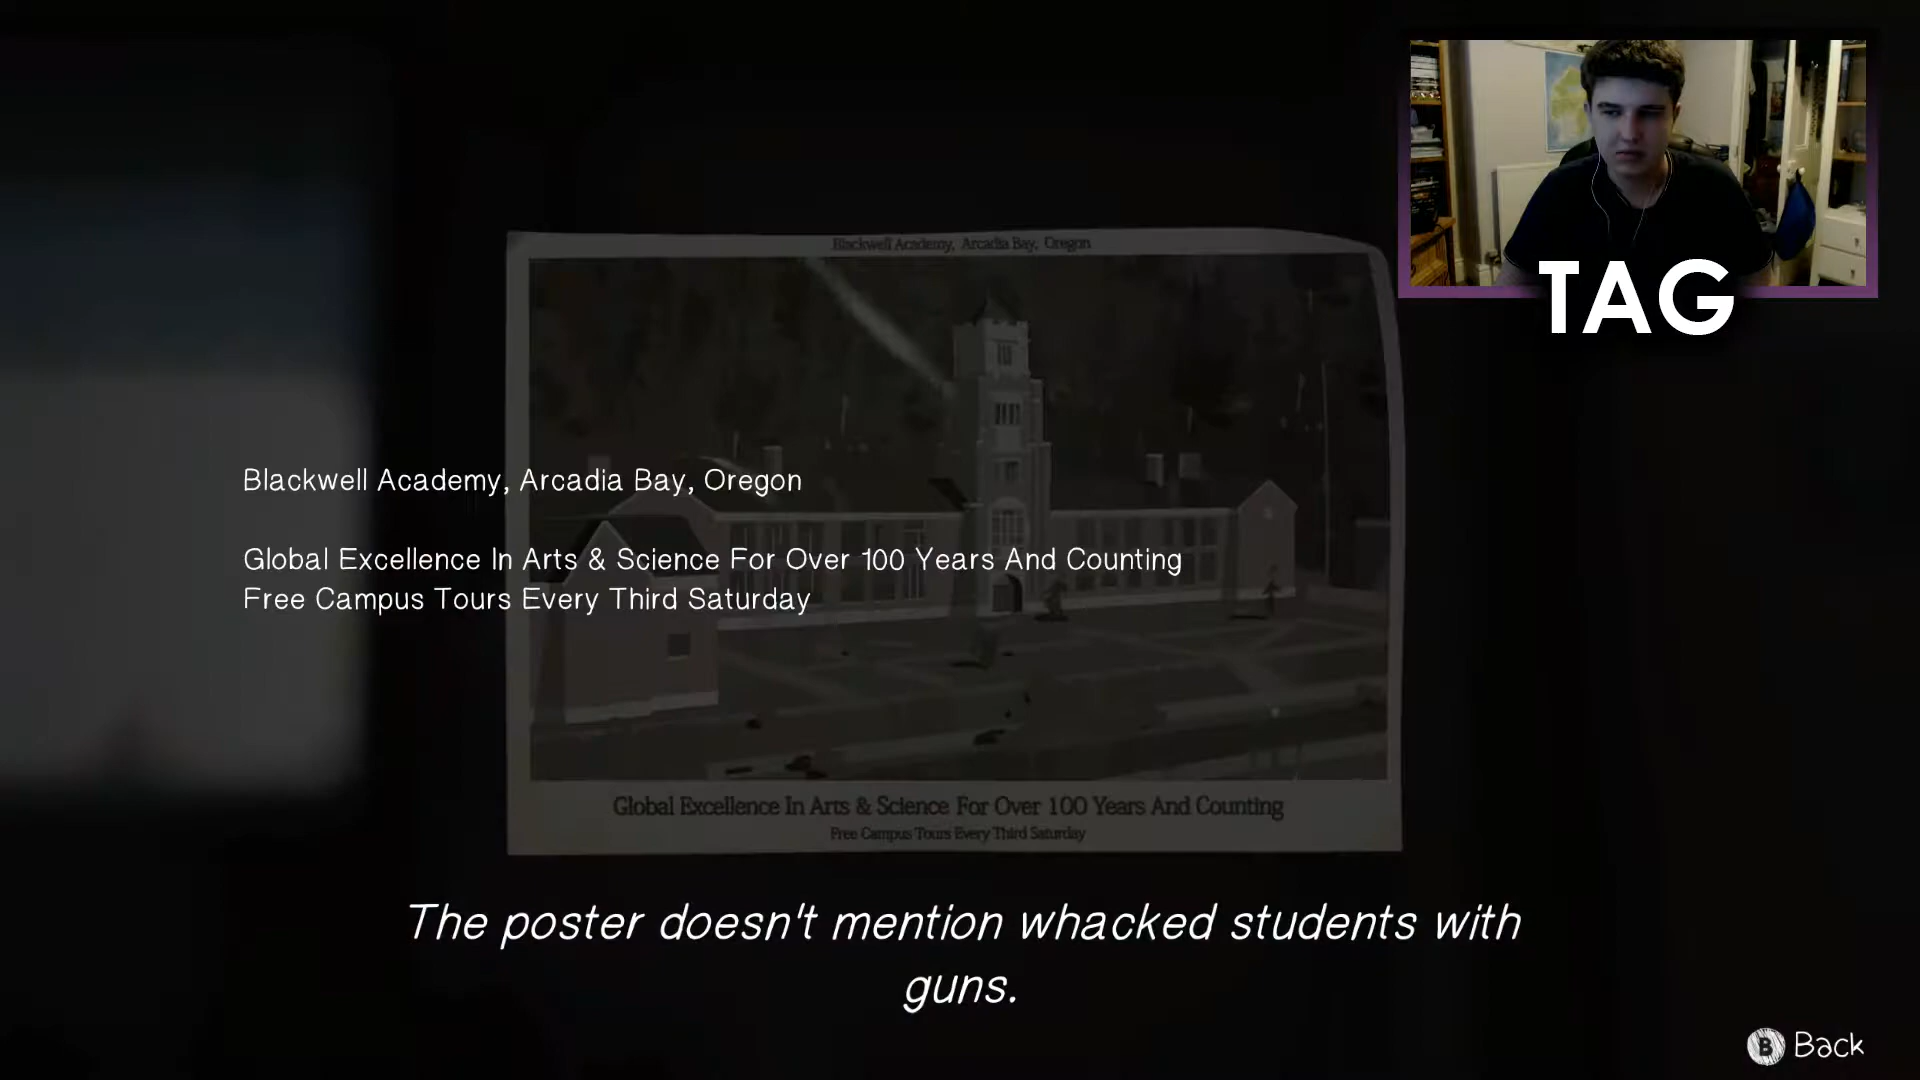 TAG
Blackwell Academy, Arcadia Bay, Oregon
Blackwell Academy, Arcadia Bay, Oregon
Global Excellence In Arts & Science For Over 100 Years And Counting
Free Campus Tours Every Third Saturday
Global Excellence In Arts & Science For Over 100 Years And Counting
Free Campus Tours Every Third Saturday
The poster doesn't mention whacked students with
guns.
B Back